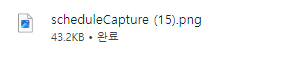 scheduleCapture (15).png
43.2KB • 완료